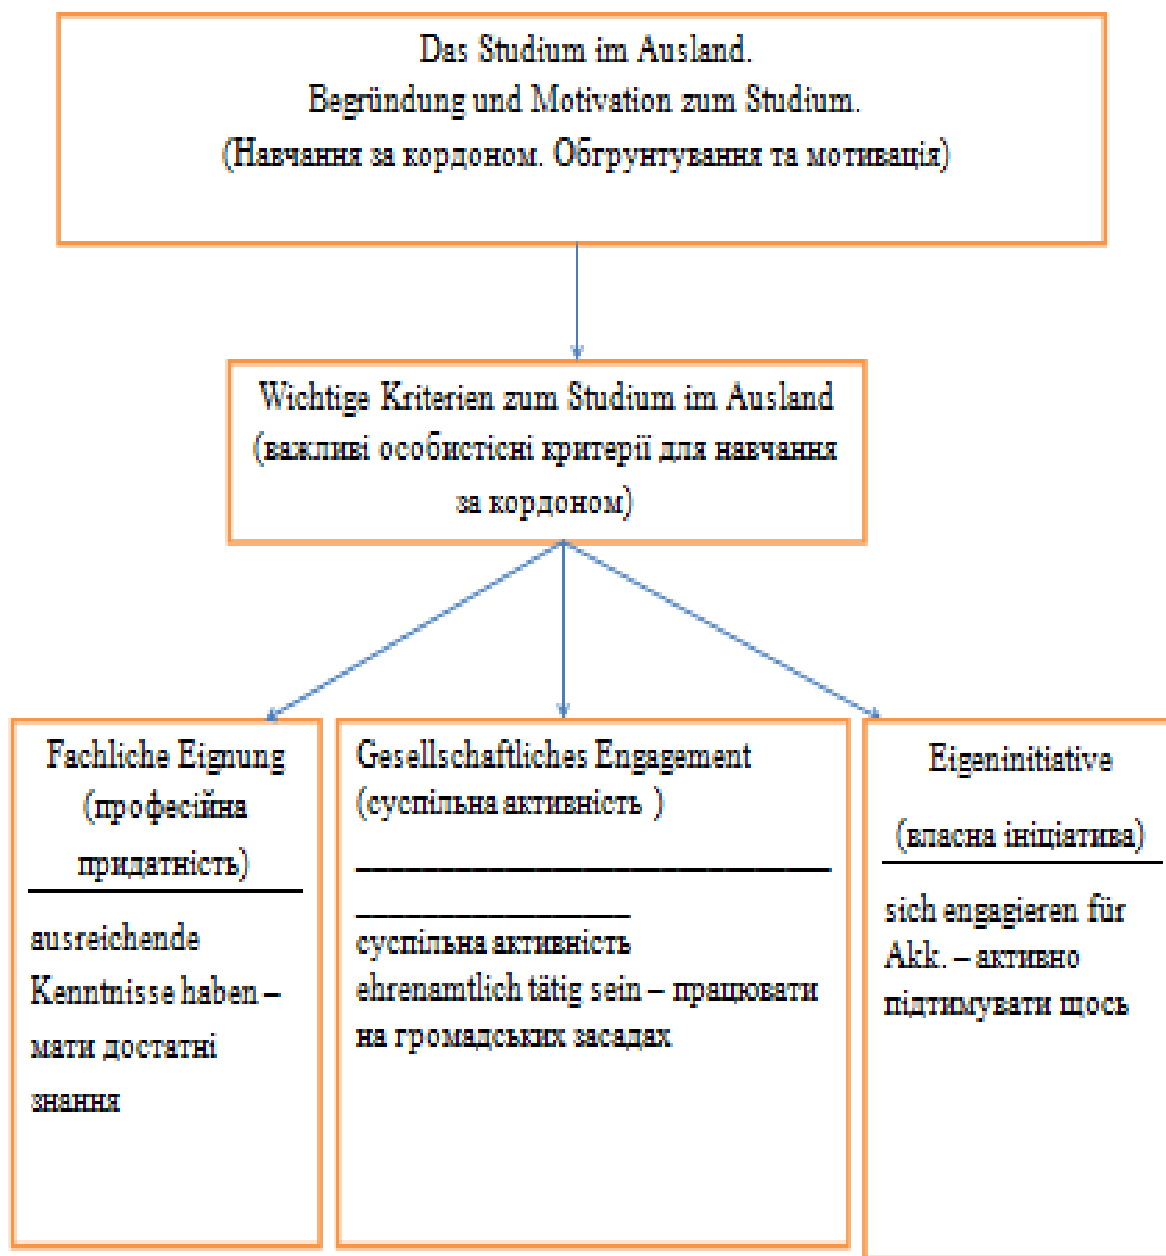 Das Studium im Ausland.
Begründung und Motivation zum Studium.
(Навчання за кордоном. Обгрунтування та мотивація)
Wichtige Kriterien zum Studium im Ausland
(важливі особистісні критерії для навчання
за кордоном)
Fachliche Eignung
(професійна
придатність)
ausreichende
Kenntnisse haben –
мати достатні
знання
Gesellschaftliches Engagement
(суспільна активність )
суспільна активність
ehrenamtlich tätig sein – працювати
на громадських засадах
Eigeninitiative
(власна ініціатива)
sich engagieren für
Akk. – активно
підтимувати щось